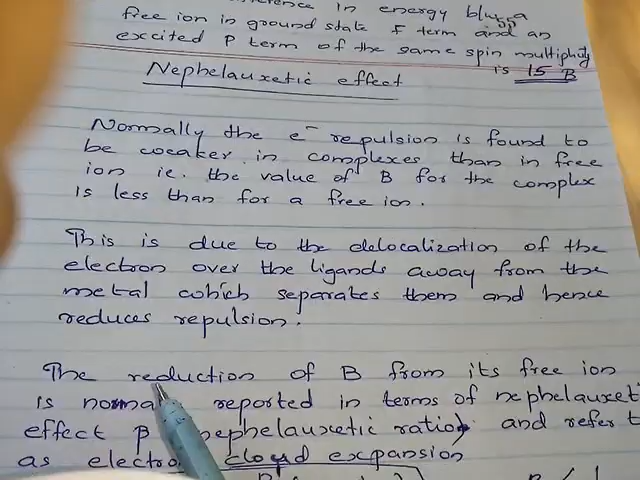 in energy b/w
free ion in ground state F term and an
excited P term of the same spin multiplicity
is 15 B
Nephelauxetic effect
Normally the e⁻ repulsion is found to
be weaker in complexes than in free
ion ie. the value of B for the complex
is less than for a free ion.
This is due to the delocalization of the
electron over the ligands away from the
metal which separates them and hence
reduces repulsion.
The reduction of B from its free ion
is reported in terms of nephelauxeti
effect β nephelauxetic ratio) and refer t
as electro cloud expansion